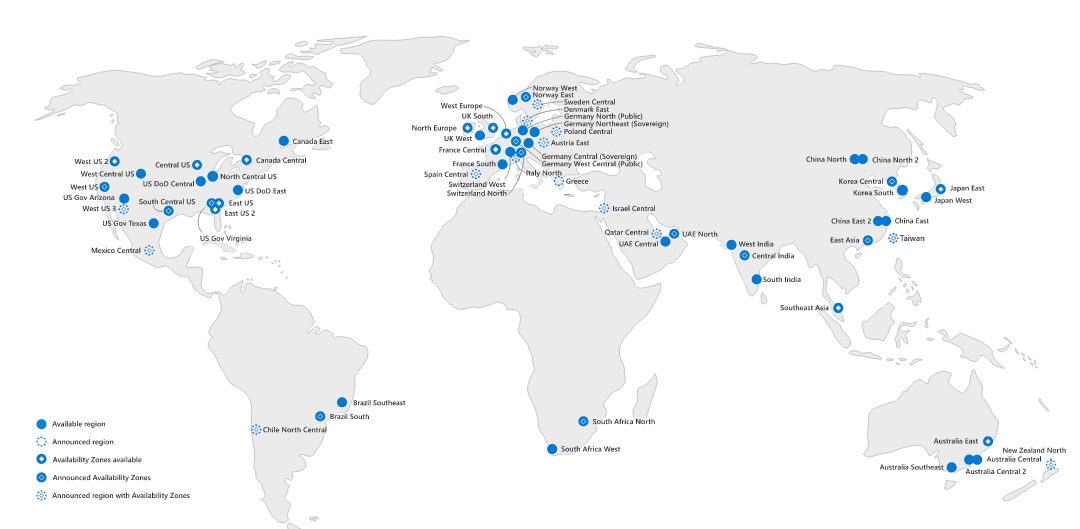 Norway West
Norway East
West Europe
Sweden Central
Denmark East
UK South
Germany North (Public)
Germany Northeast (Sovereign)
North Europe
Poland Central
UK West
Canada East
Austria East
France Central
Germany Central (Sovereign)
China North
China North 2
West US 2
Central US
Canada Central
France South
Germany West Central (Public)
West Central US
North Central US
Spain Central
Italy North
US DoD Central
Switzerland West
Greece
Korea Central
West US
US DoD East
Switzerland North
Korea South
Japan East
US Gov Arizona
South Central US
East US
Japan West
West US 3
Israel Central
East US 2
US Gov Texas
China East 2
China East
US Gov Virginia
Qatar Central
UAE North
East Asia
Taiwan
Mexico Central
UAE Central
West India
Central India
South India
Southeast Asia
Brazil Southeast
Brazil South
South Africa North
Chile North Central
South Africa West
Australia East
New Zealand North
Australia Central
Australia Southeast
Australia Central 2
Available region
Announced region
Availability Zones available
Announced Availability Zones
Announced region with Availability Zones